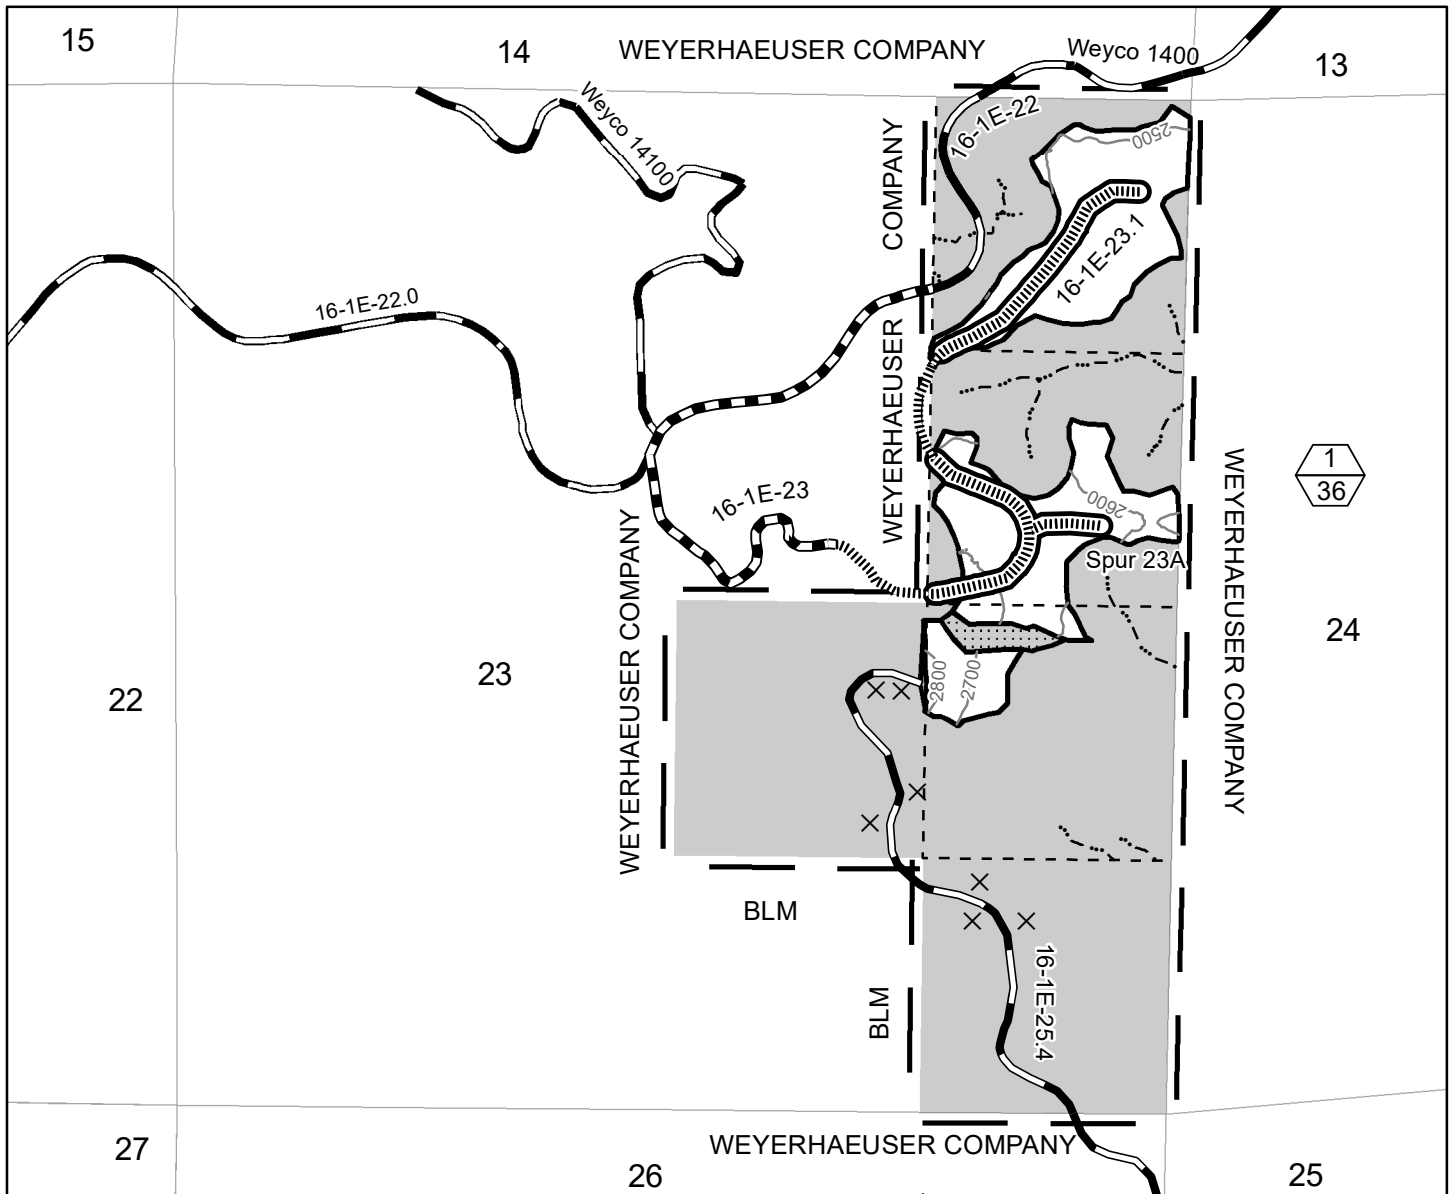 15
14
WEYERHAEUSER COMPANY
Weyco 1400
13
Weyco 14100
16-1E-22
2500
COMPANY
WEYERHAEUSER
16-1E-23.1
16-1E-22.0
16-1E-23
WEYERHAEUSER COMPANY
2600
Spur 23A
WEYERHAEUSER COMPANY
1
36
24
23
22
2800
2700
BLM
BLM
16-1E-25.4
WEYERHAEUSER COMPANY
27
26
25